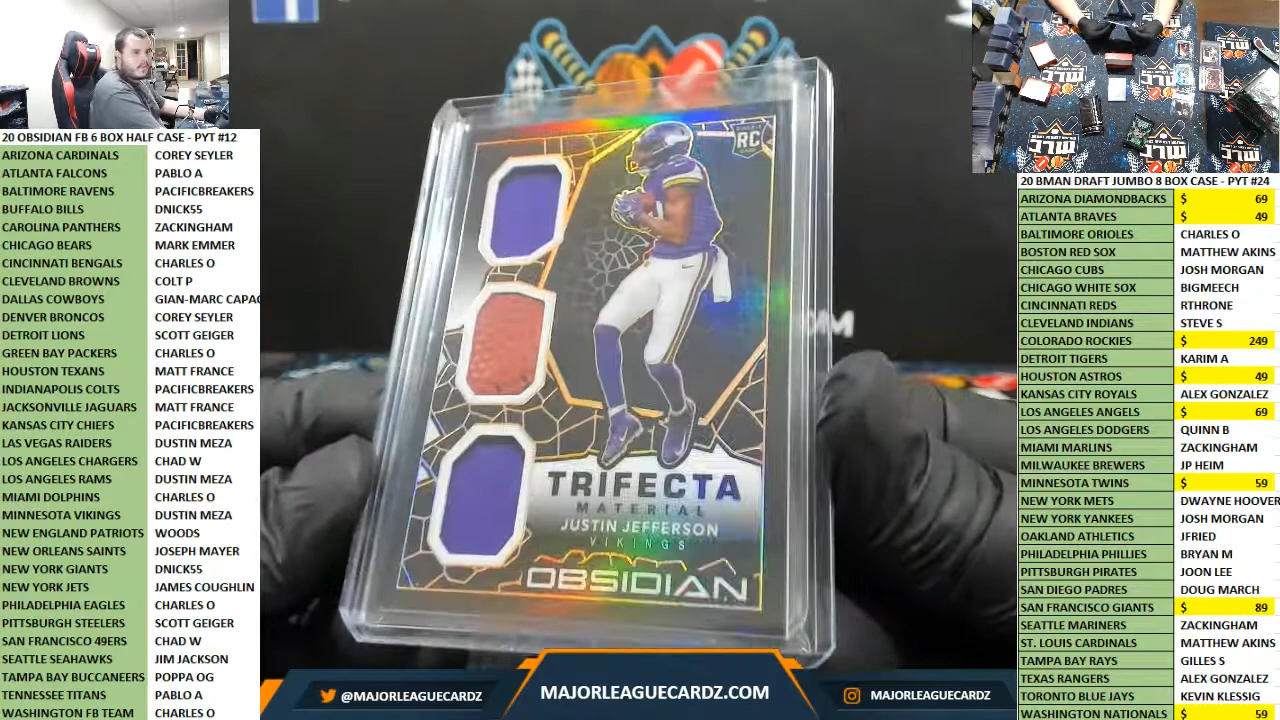 20 OBSIDIAN FB 6 BOX HALF CASE - PYT #12
ARIZONA CARDINALS COREY SEYLER
ATLANTA FALCONS PABLO A
BALTIMORE RAVENS PACIFICBREAKERS
BUFFALO BILLS DNICK55
CAROLINA PANTHERS ZACKINGHAM
CHICAGO BEARS MARK EMMER
CINCINNATI BENGALS CHARLES O
CLEVELAND BROWNS COLT P
DALLAS COWBOYS GIAN-MARC CAPAC
DENVER BRONCOS COREY SEYLER
DETROIT LIONS SCOTT GEIGER
GREEN BAY PACKERS CHARLES O
HOUSTON TEXANS MATT FRANCE
INDIANAPOLIS COLTS PACIFICBREAKERS
JACKSONVILLE JAGUARS MATT FRANCE
KANSAS CITY CHIEFS PACIFICBREAKERS
LAS VEGAS RAIDERS DUSTIN MEZA
LOS ANGELES CHARGERS CHAD W
LOS ANGELES RAMS DUSTIN MEZA
MIAMI DOLPHINS CHARLES O
MINNESOTA VIKINGS DUSTIN MEZA
NEW ENGLAND PATRIOTS WOODS
NEW ORLEANS SAINTS JOSEPH MAYER
NEW YORK GIANTS DNICK55
NEW YORK JETS JAMES COUGHLIN
PHILADELPHIA EAGLES CHARLES O
PITTSBURGH STEELERS SCOTT GEIGER
SAN FRANCISCO 49ERS CHAD W
SEATTLE SEAHAWKS JIM JACKSON
TAMPA BAY BUCCANEERS POPPA OG
TENNESSEE TITANS PABLO A
WASHINGTON FB TEAM CHARLES O
RC
TRIFECTA
MATERIAL
JUSTIN JEFFERSON
VIKINGS
OBSIDIAN
@MAJORLEAGUECARDZ
MAJORLEAGUECARDZ.COM
MAJORLEAGUECARDZ
20 BMAN DRAFT JUMBO 8 BOX CASE - PYT #24
ARIZONA DIAMONDBACKS $ 69
ATLANTA BRAVES $ 49
BALTIMORE ORIOLES CHARLES O
BOSTON RED SOX MATTHEW AKINS
CHICAGO CUBS JOSH MORGAN
CHICAGO WHITE SOX BIGMEECH
CINCINNATI REDS RTHRONE
CLEVELAND INDIANS STEVE S
COLORADO ROCKIES $ 249
DETROIT TIGERS KARIM A
HOUSTON ASTROS $ 49
KANSAS CITY ROYALS ALEX GONZALEZ
LOS ANGELS ANGELS $ 69
LOS ANGELES DODGERS QUINN B
MIAMI MARLINS ZACKINGHAM
MILWAUKEE BREWERS JP HEIM
MINNESOTA TWINS $ 59
NEW YORK METS DWAYNE HOOVER
NEW YORK YANKEES JOSH MORGAN
OAKLAND ATHLETICS JFRIED
PHILADELPHIA PHILLIES BRYAN M
PITTSBURGH PIRATES JOON LEE
SAN DIEGO PADRES DOUG MARCH
SAN FRANCISCO GIANTS $ 89
SEATTLE MARINERS ZACKINGHAM
ST. LOUIS CARDINALS MATTHEW AKINS
TAMPA BAY RAYS GILLES S
TEXAS RANGERS ALEX GONZALEZ
TORONTO BLUE JAYS KEVIN KLESSIG
WASHINGTON NATIONALS $ 59